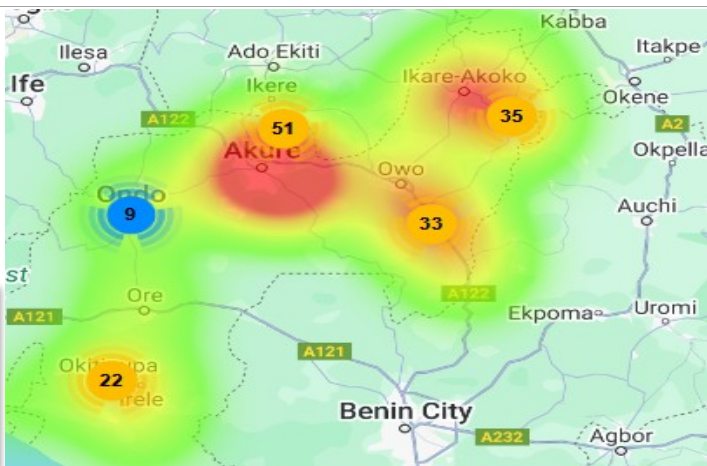 Kabba
Ilesa
Ado Ekiti
Itakpe
Ife
Ikere
Ikare-Akoko
Okene
A122
51
35
A2
Akure
Okpella
Owo
Ondo
9
33
Auchi
st
Ore
A122
A121
Ekpoma
Uromi
A121
22
Irele
Benin City
A232
Agbor